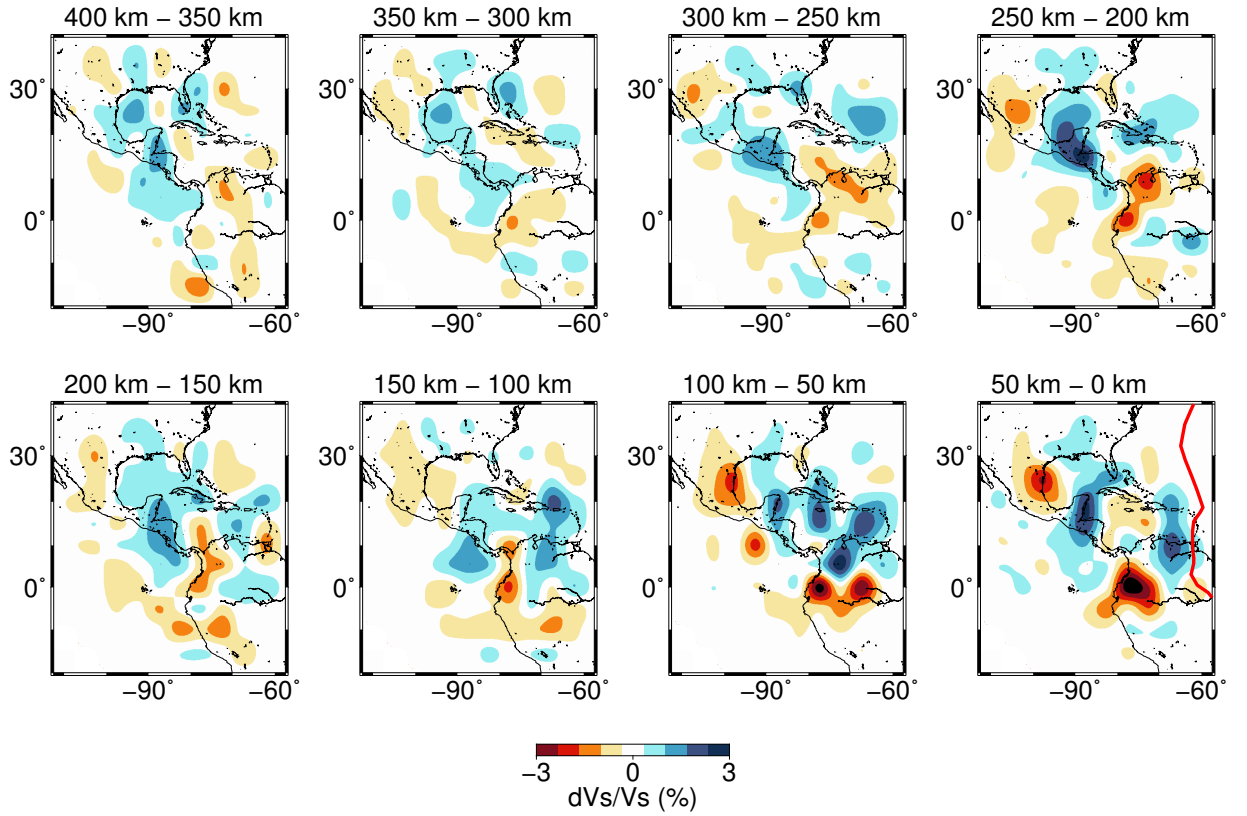 400 km – 350 km 350 km – 300 km 300 km – 250 km 250 km – 200 km
30° 30° 30° 30°
0° 0° 0° 0°
–90° –60° –90° –60° –90° –60° –90° –60°
200 km – 150 km 150 km – 100 km 100 km – 50 km 50 km – 0 km
30° 30° 30° 30°
0° 0° 0° 0°
–90° –60° –90° –60° –90° –60° –90° –60°
–3 0 3
dVs/Vs (%)